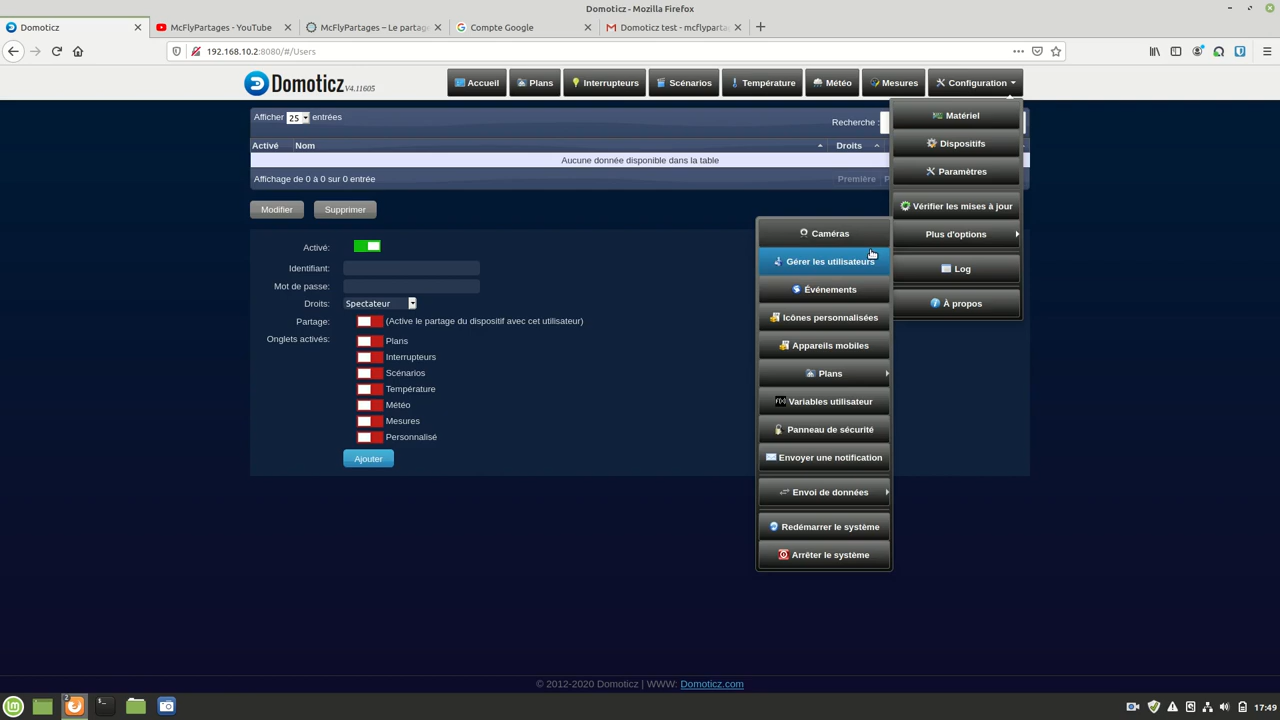 Domoticz - Mozilla Firefox
Domoticz
McFlyPartages - YouTube
McFlyPartages – Le partage
Compte Google
Domoticz test - mcflyparta
192.168.10.2:8080/#/Users
Domoticz V4.11605
Accueil
Plans
Interrupteurs
Scénarios
Température
Météo
Mesures
Configuration
Afficher 25 entrées
Recherche :
Activé Nom Droits
Aucune donnée disponible dans la table
Affichage de 0 à 0 sur 0 entrée
Première P
Modifier
Supprimer
Activé:
Identifiant:
Mot de passe:
Droits: Spectateur
Partage: (Active le partage du dispositif avec cet utilisateur)
Onglets activés: Plans
Interrupteurs
Scénarios
Température
Météo
Mesures
Personnalisé
Ajouter
Matériel
Dispositifs
Paramètres
Vérifier les mises à jour
Plus d'options
Log
À propos
Caméras
Gérer les utilisateurs
Événements
Icônes personnalisées
Appareils mobiles
Plans
Variables utilisateur
Panneau de sécurité
Envoyer une notification
Envoi de données
Redémarrer le système
Arrêter le système
© 2012-2020 Domoticz | WWW: Domoticz.com
2
17:49